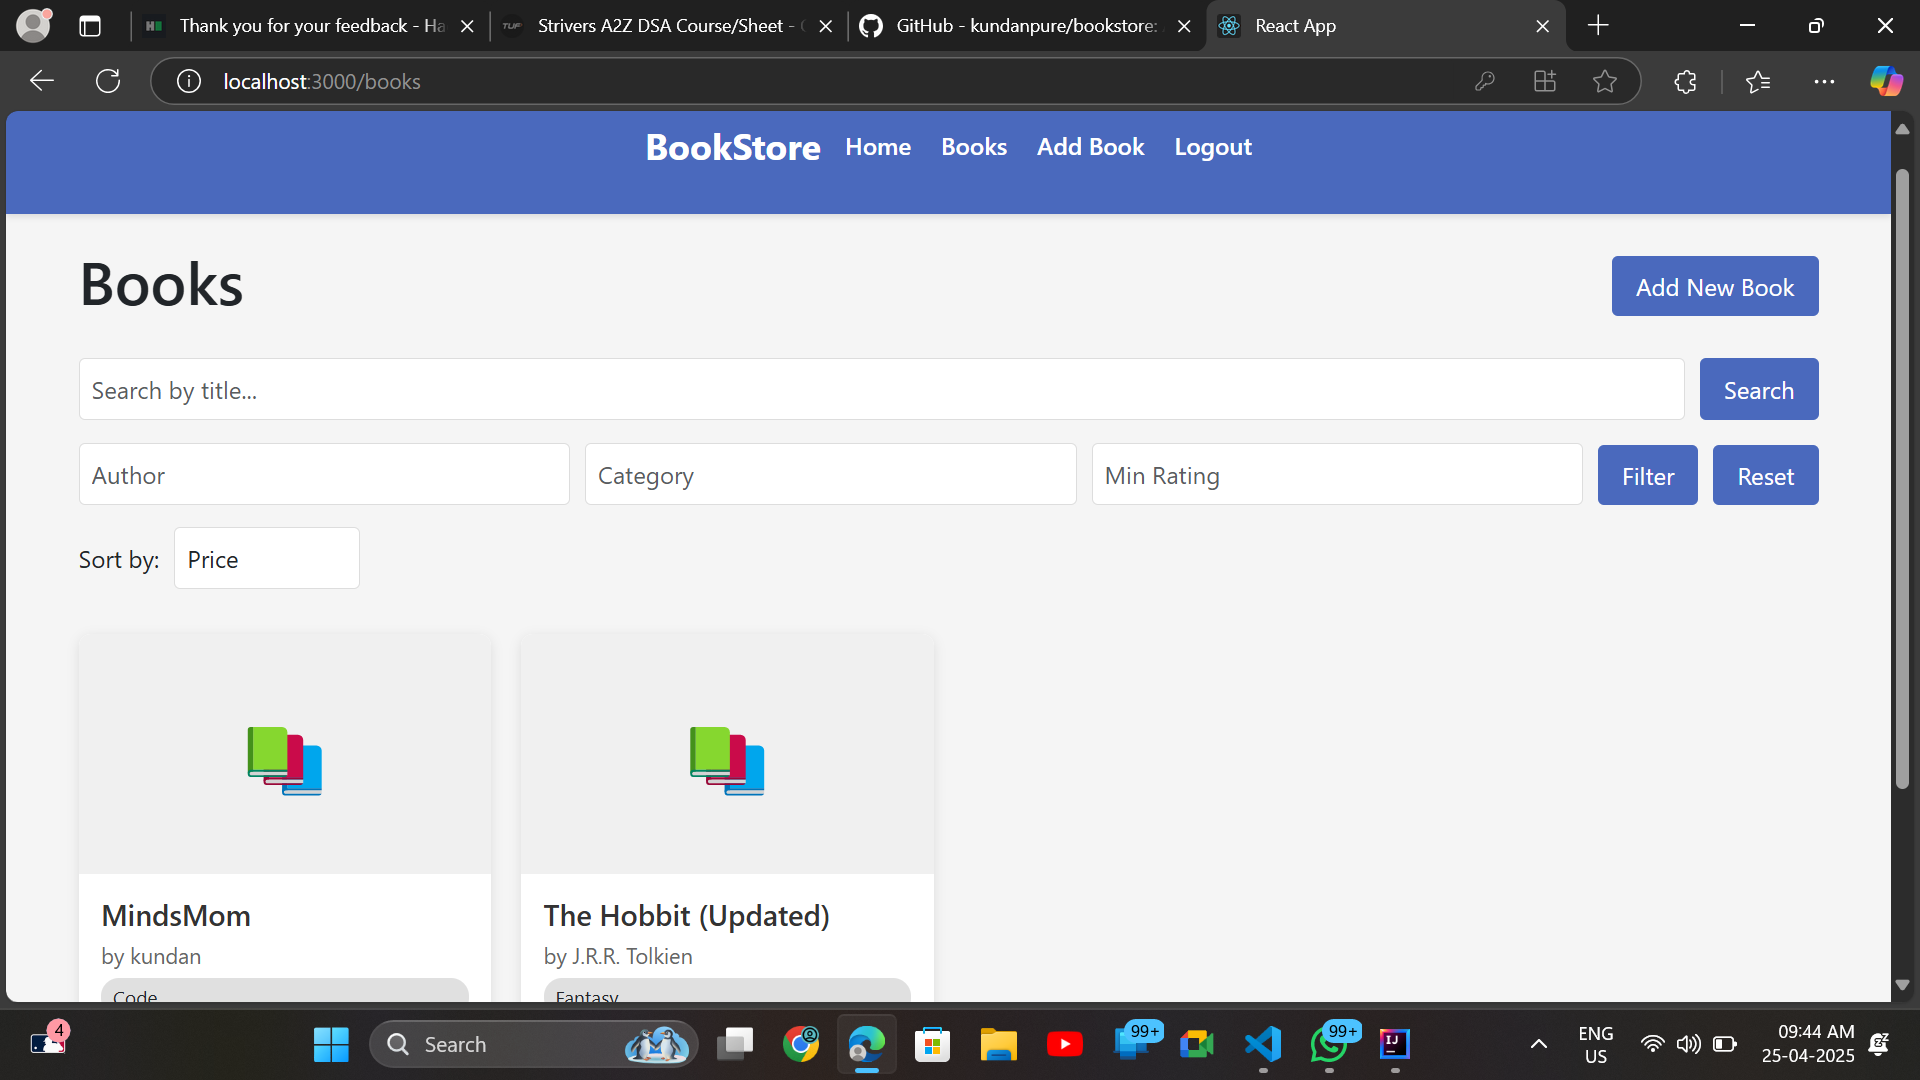 Thank you for your feedback - Ha
TUF Strivers A2Z DSA Course/Sheet -
GitHub - kundanpure/bookstore:
React App
localhost:3000/books
BookStore Home Books Add Book Logout
Books
Add New Book
Search by title...
Search
Author
Category
Min Rating
Filter
Reset
Sort by:
Price
MindsMom
by kundan
Code
The Hobbit (Updated)
by J.R.R. Tolkien
Fantasy
4
Search
99+
99+
IJ
ENG
US
09:44 AM
25-04-2025